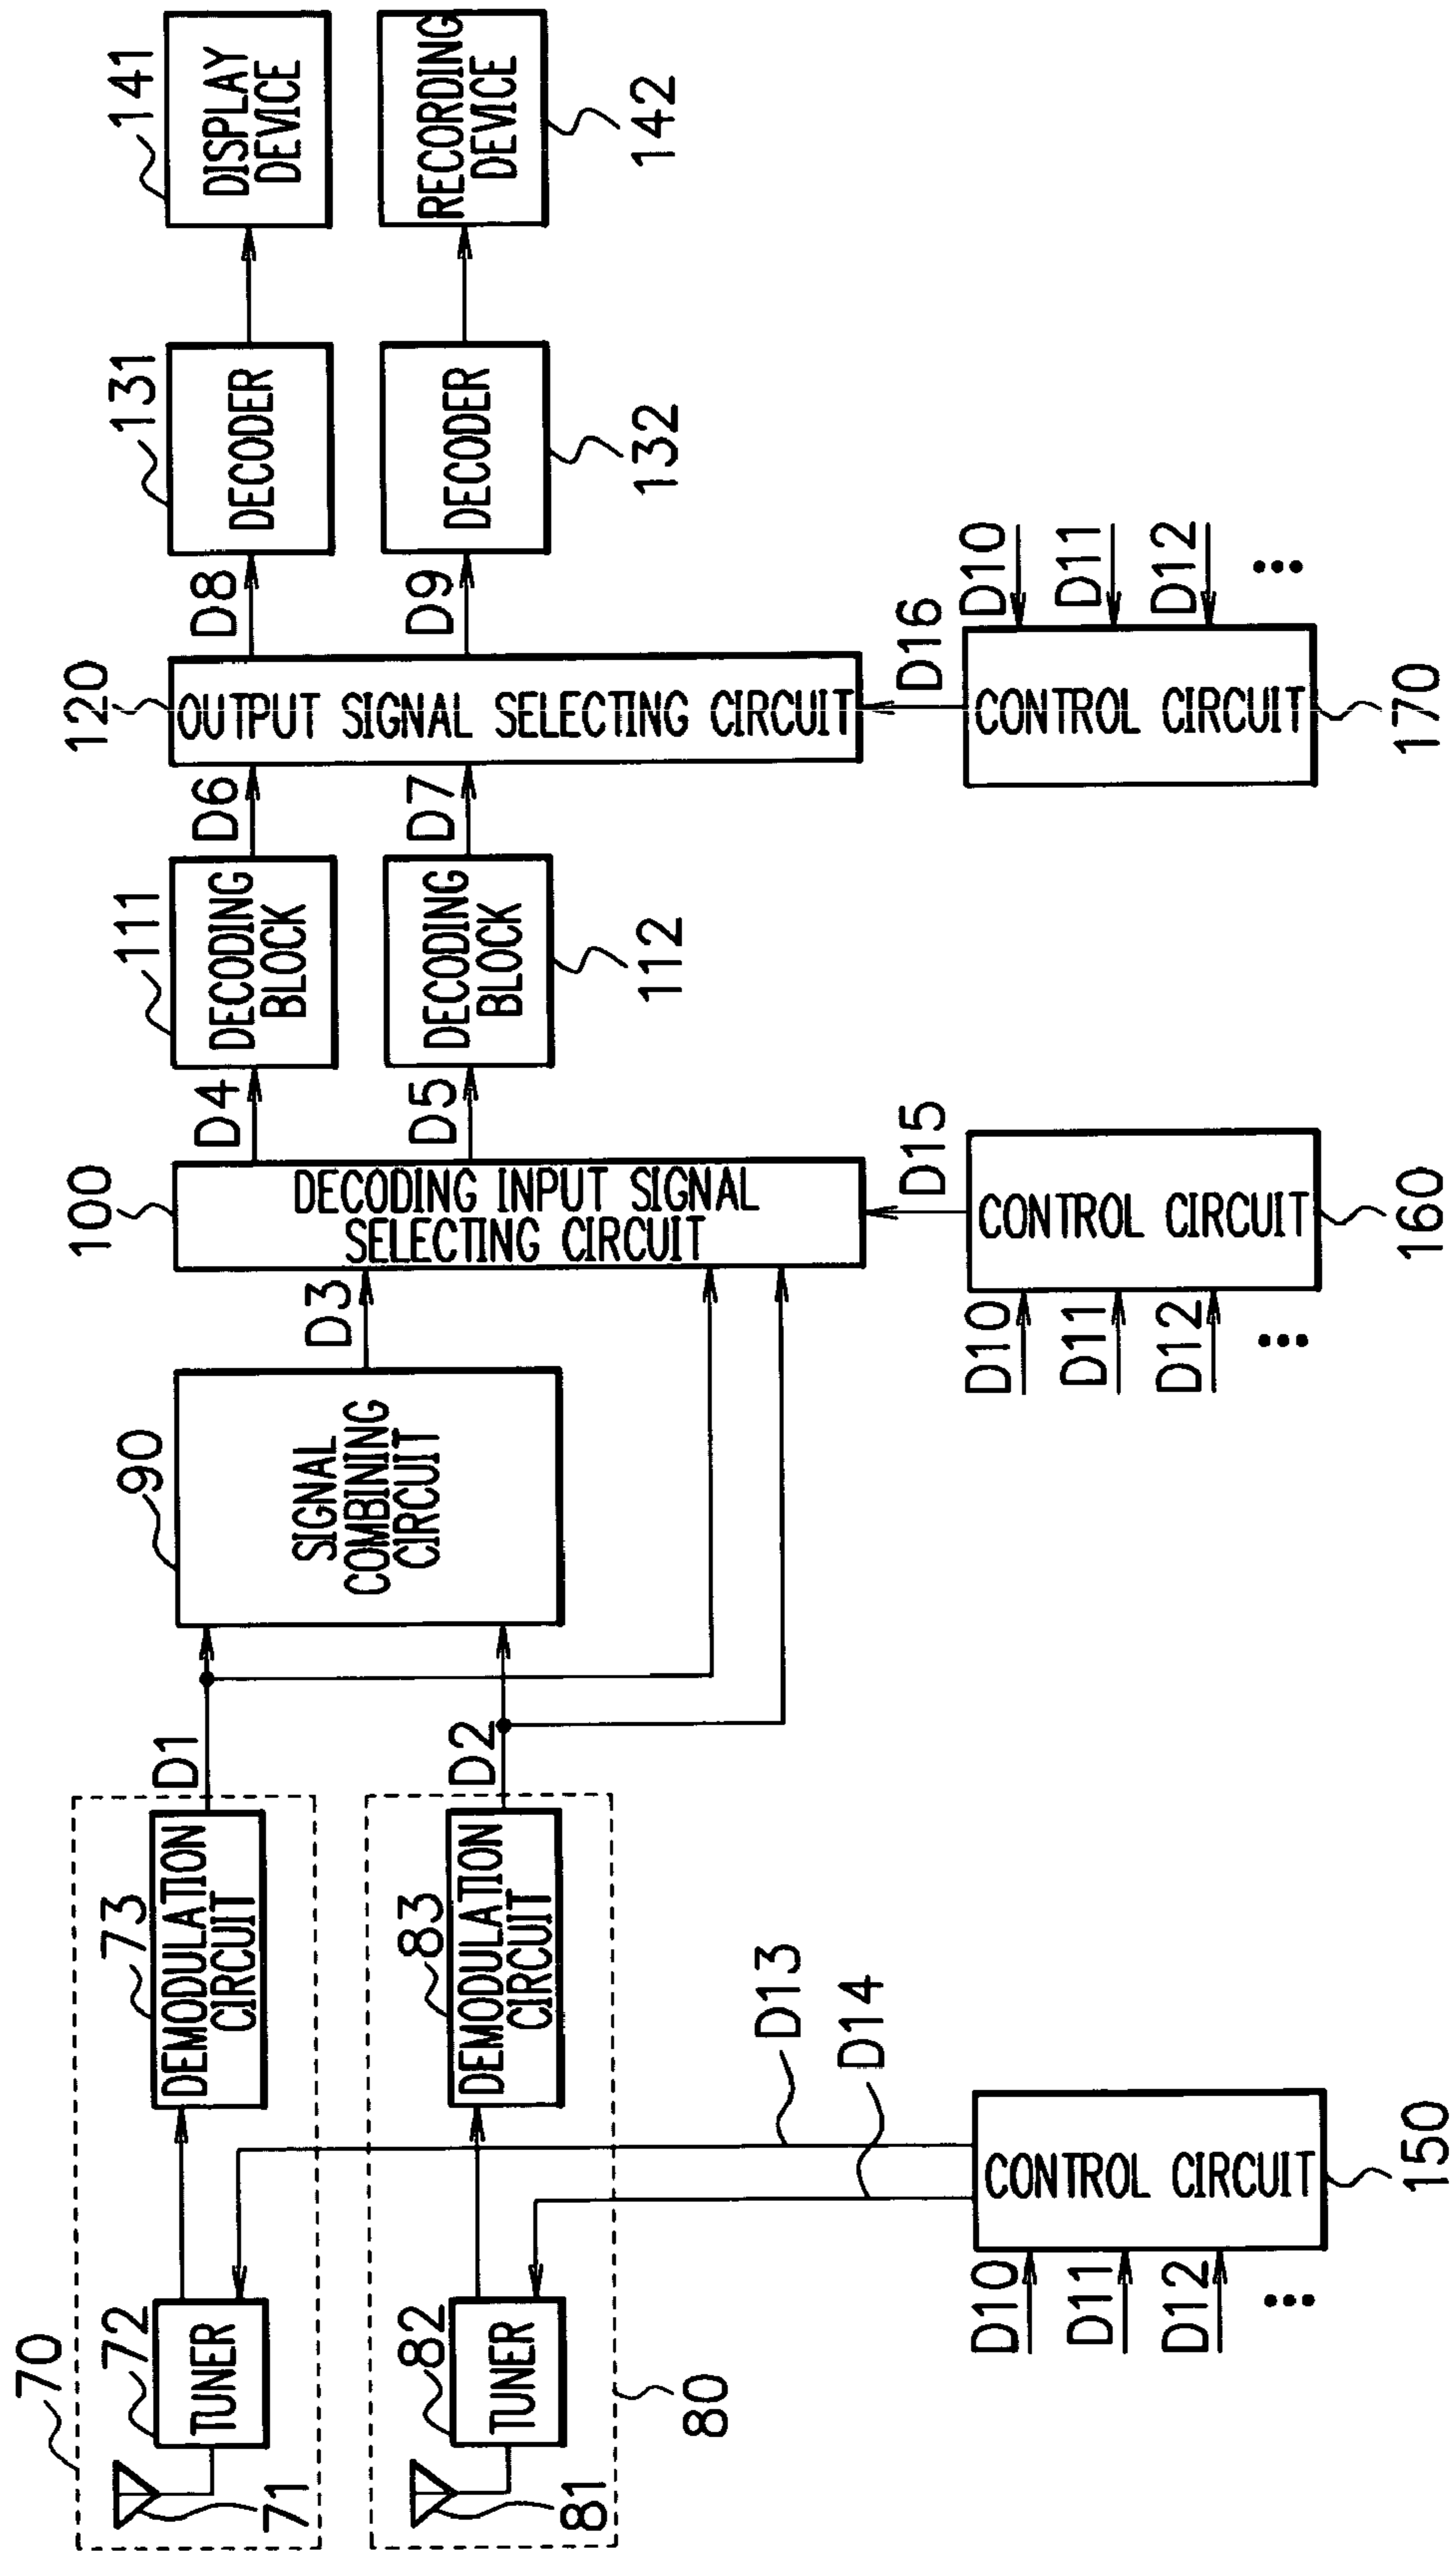 70
71
72
TUNER
73
DEMODULATION
CIRCUIT
D1
80
81
82
TUNER
83
DEMODULATION
CIRCUIT
D2
D13
D14
90
SIGNAL
COMBINING
CIRCUIT
D3
100
DECODING INPUT SIGNAL
SELECTING CIRCUIT
D4
D5
111
DECODING
BLOCK
112
DECODING
BLOCK
D6
D7
120
OUTPUT SIGNAL SELECTING CIRCUIT
D8
D9
131
DECODER
132
DECODER
141
DISPLAY
DEVICE
142
RECORDING
DEVICE
D10
D11
D12
...
CONTROL CIRCUIT
150
D10
D11
D12
...
CONTROL CIRCUIT
160
D15
D16
CONTROL CIRCUIT
170
D10
D11
D12
...